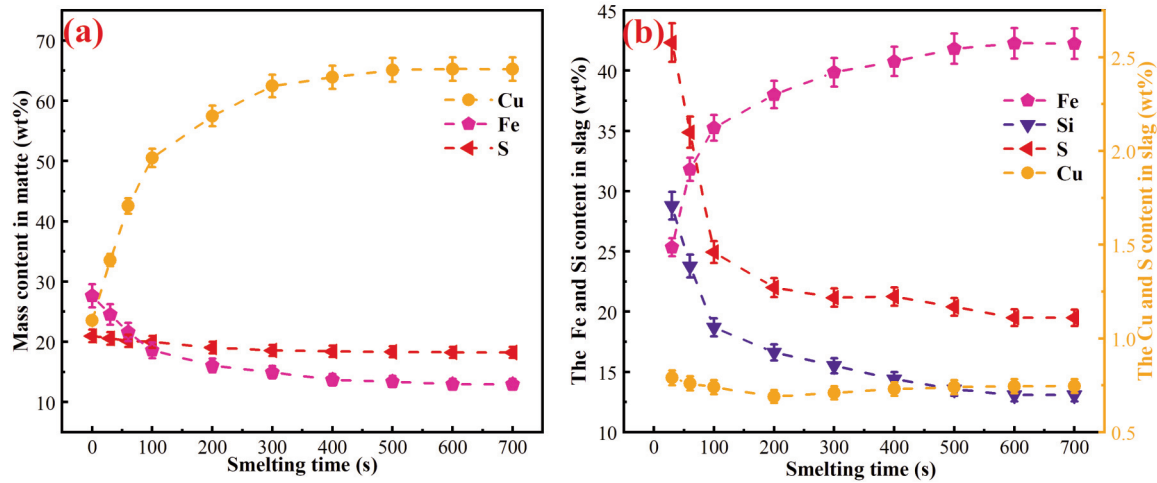 (a)
Mass content in matte (wt%)
70
60
50
40
30
20
10
Cu
Fe
S
0 100 200 300 400 500 600 700
Smelting time (s)
(b)
The Fe and Si content in slag (wt%)
45
40
35
30
25
20
15
10
Fe
Si
S
Cu
2.5
2.0
1.5
1.0
0.5
The Cu and S content in slag (wt%)
0 100 200 300 400 500 600 700
Smelting time (s)